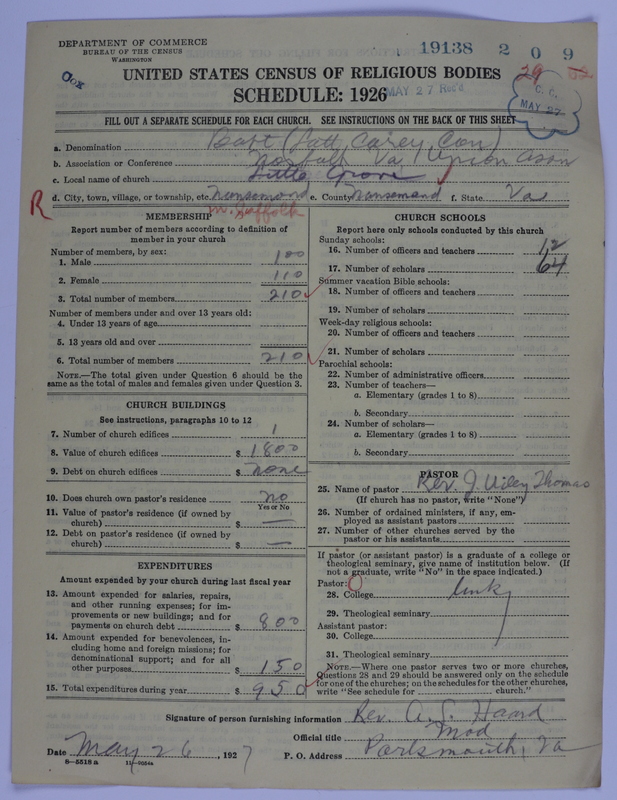 DEPARTMENT OF COMMERCE
BUREAU OF THE CENSUS
WASHINGTON
19138 209
UNITED STATES CENSUS OF RELIGIOUS BODIES
29
SCHEDULE: 1926
MAY 27 Rec'd
C. C.
MAY 27
FILL OUT A SEPARATE SCHEDULE FOR EACH CHURCH. SEE INSTRUCTIONS ON THE BACK OF THIS SHEET
a. Denomination Bapt (Latt Carey Con)
b. Association or Conference Norfolk Va Union Assn
c. Local name of church Little Grove
d. City, town, village, or township, etc. Nansemond e. County Nansemond f. State Va
R
Suffolk
MEMBERSHIP
Report number of members according to definition of member in your church
Number of members, by sex:
1. Male 100
2. Female 110
3. Total number of members 210
Number of members under and over 13 years old:
4. Under 13 years of age
5. 13 years old and over
6. Total number of members 210
NOTE.—The total given under Question 6 should be the
same as the total of males and females given under Question 3.
CHURCH BUILDINGS
See instructions, paragraphs 10 to 12
7. Number of church edifices 1
8. Value of church edifices $ 1800
9. Debt on church edifices $ none
10. Does church own pastor's residence no
Yes or No
11. Value of pastor's residence (if owned by
church) $ —
12. Debt on pastor's residence (if owned by
church) $ —
EXPENDITURES
Amount expended by your church during last fiscal year
13. Amount expended for salaries, repairs,
and other running expenses; for im-
provements or new buildings; and for
payments on church debt $ 800
14. Amount expended for benevolences, in-
cluding home and foreign missions; for
denominational support; and for all
other purposes $ 150
15. Total expenditures during year $ 950
CHURCH SCHOOLS
Report here only schools conducted by this church
Sunday schools:
16. Number of officers and teachers 12
17. Number of scholars 64
Summer vacation Bible schools:
18. Number of officers and teachers
19. Number of scholars
Week-day religious schools:
20. Number of officers and teachers
21. Number of scholars
Parochial schools:
22. Number of administrative officers
23. Number of teachers—
a. Elementary (grades 1 to 8)
b. Secondary
24. Number of scholars—
a. Elementary (grades 1 to 8)
b. Secondary
PASTOR
25. Name of pastor Rev. J. Wiley Thomas
(If church has no pastor, write "None")
26. Number of ordained ministers, if any, em-
ployed as assistant pastors
27. Number of other churches served by the
pastor or his assistants
If pastor (or assistant pastor) is a graduate of a college or
theological seminary, give name of institution below. (If
not a graduate, write "No" in the space indicated.)
Pastor:
28. College unk
29. Theological seminary
Assistant pastor:
30. College
31. Theological seminary
NOTE.—Where one pastor serves two or more churches,
Questions 28 and 29 should be answered only on the schedule
for one of the churches; on the schedules for the other churches,
write "See schedule for church."
Signature of person furnishing information Rev. A. S.
Official title Mod
Date May 26, 1927 P. O. Address Portsmouth, Va
8—5518 a